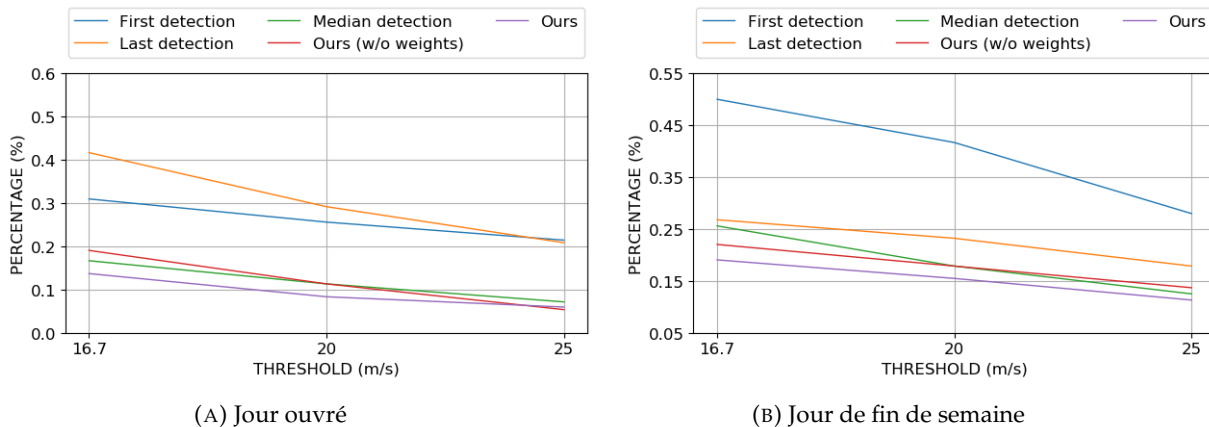 First detection
Last detection
Median detection
Ours (w/o weights)
Ours
PERCENTAGE (%)
0.6
0.5
0.4
0.3
0.2
0.1
0.0
16.7
20
25
THRESHOLD (m/s)
(A) Jour ouvré
First detection
Last detection
Median detection
Ours (w/o weights)
Ours
PERCENTAGE (%)
0.55
0.45
0.35
0.25
0.15
0.05
16.7
20
25
THRESHOLD (m/s)
(B) Jour de fin de semaine